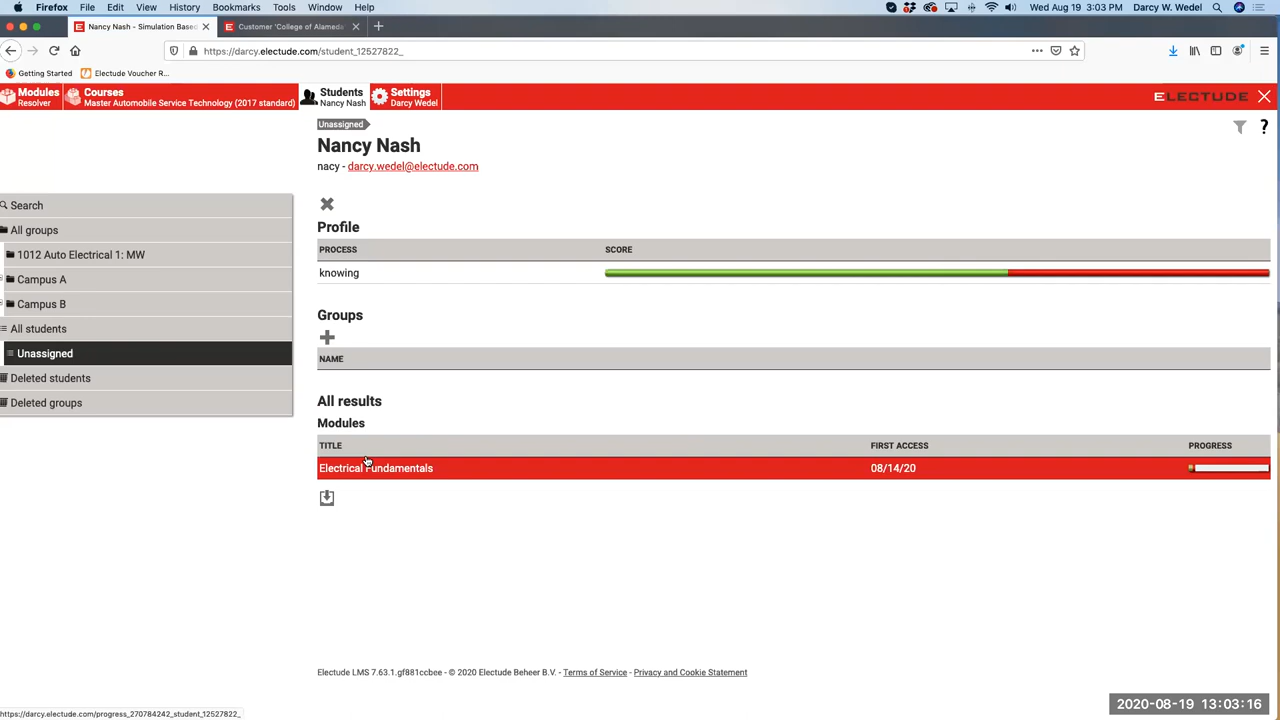 Firefox File Edit View History Bookmarks Tools Window Help Wed Aug 19 3:03 PM Darcy W. Wedel
Nancy Nash - Simulation Based Customer 'College of Alameda
https://darcy.electude.com/student_12527822_
Getting Started Electude Voucher R...
Modules Courses Students Settings
Resolver Master Automobile Service Technology (2017 standard) Nancy Nash Darcy Wedel ELECTUDE
Unassigned
Nancy Nash
nacy - darcy.wedel@electude.com
Search
All groups
1012 Auto Electrical 1: MW
Campus A
Campus B
All students
Unassigned
Deleted students
Deleted groups
Profile
PROCESS SCORE
knowing
Groups
NAME
All results
Modules
TITLE FIRST ACCESS PROGRESS
Electrical Fundamentals 08/14/20
Electude LMS 7.63.1.gf881ccbee - © 2020 Electude Beheer B.V. - Terms of Service - Privacy and Cookie Statement
2020-08-19 13:03:16
https://darcy.electude.com/progress_270784242_student_12527822_